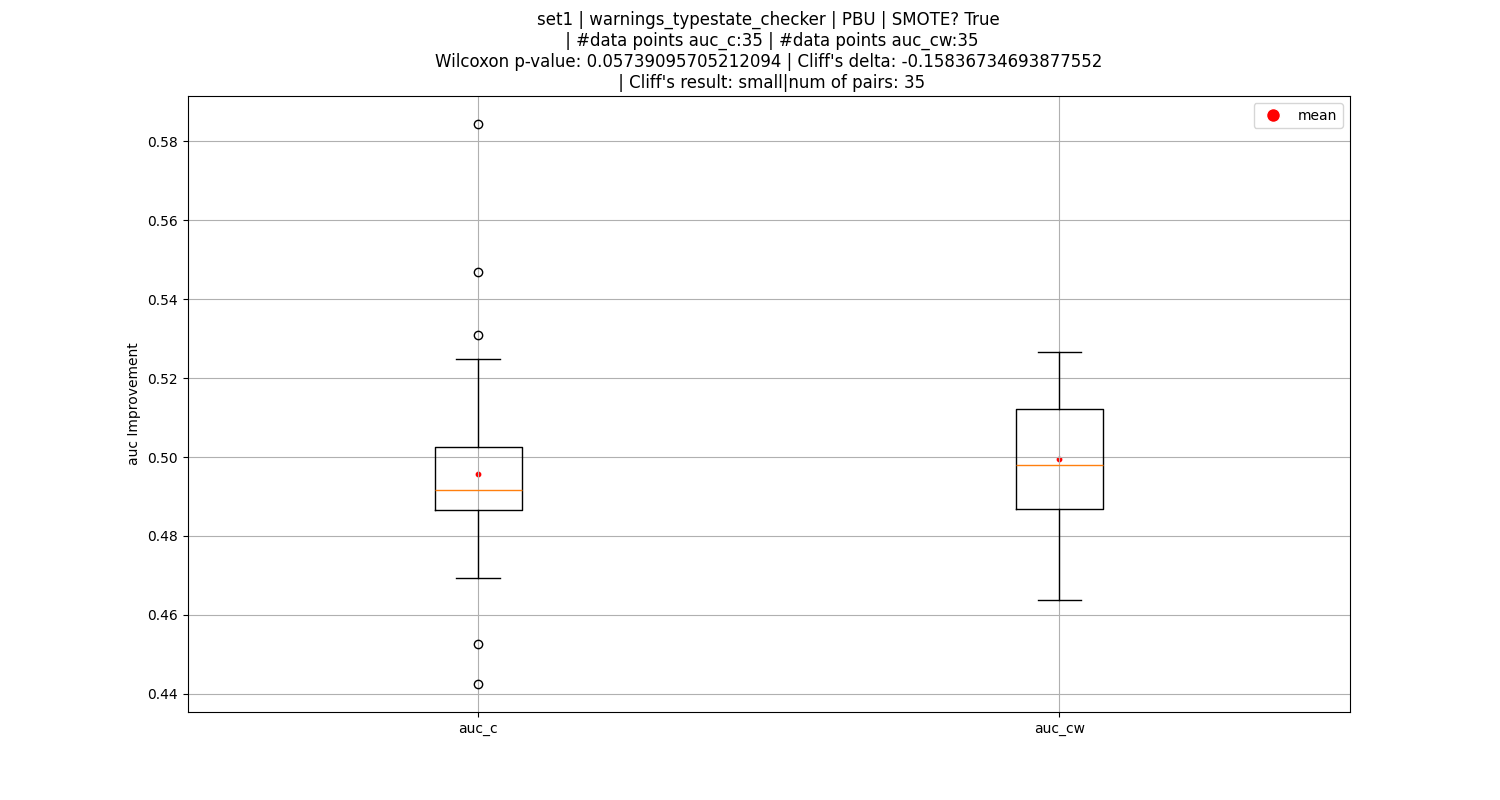 set1 | warnings_typestate_checker | PBU | SMOTE? True
| #data points auc_c:35 | #data points auc_cw:35
Wilcoxon p-value: 0.05739095705212094 | Cliff's delta: -0.15836734693877552
| Cliff's result: small|num of pairs: 35
mean
0.58
0.56
0.54
0.52
0.50
0.48
0.46
0.44
auc Improvement
auc_c
auc_cw